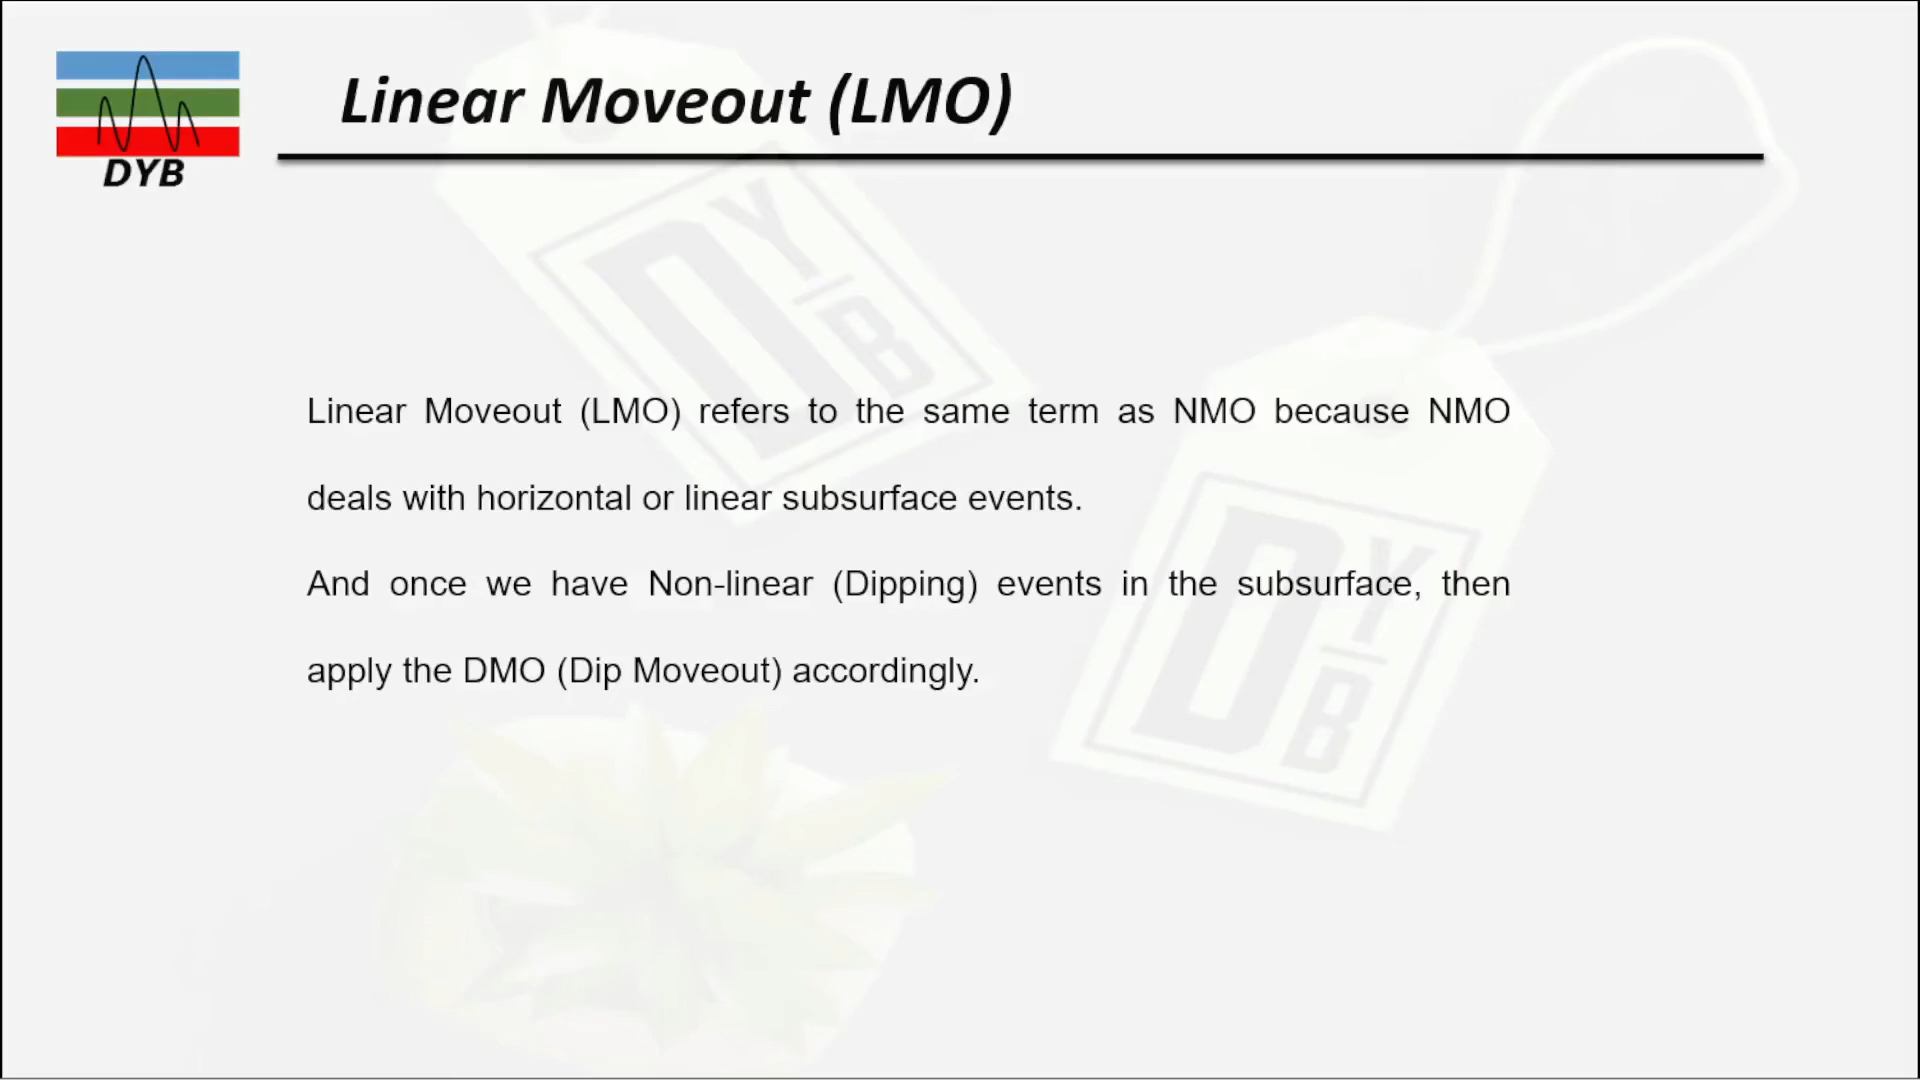 DYB
Linear Moveout (LMO)
Linear Moveout (LMO) refers to the same term as NMO because NMO
deals with horizontal or linear subsurface events.
And once we have Non-linear (Dipping) events in the subsurface, then
apply the DMO (Dip Moveout) accordingly.
DYB
DYB